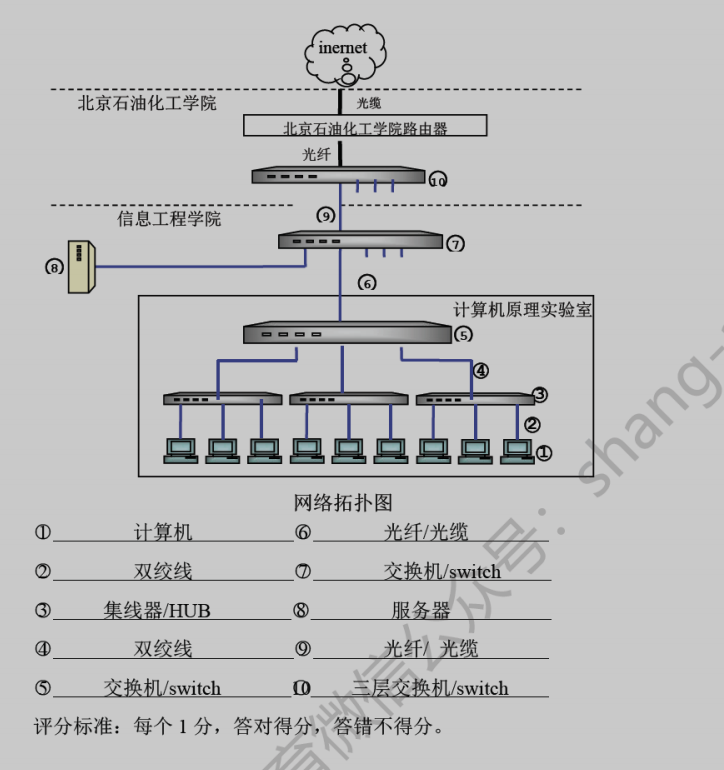 inernet
北京石油化工学院
光缆
北京石油化工学院路由器
光纤
⑩
信息工程学院
⑨
⑦
⑧
⑥
计算机原理实验室
⑤
④
③
②
①
网络拓扑图
① 计算机 ⑥ 光纤/光缆
② 双绞线 ⑦ 交换机/switch
③ 集线器/HUB ⑧ 服务器
④ 双绞线 ⑨ 光纤/ 光缆
⑤ 交换机/switch ⑩ 三层交换机/switch
评分标准：每个 1 分，答对得分，答错不得分。
育微信公众号：shang-